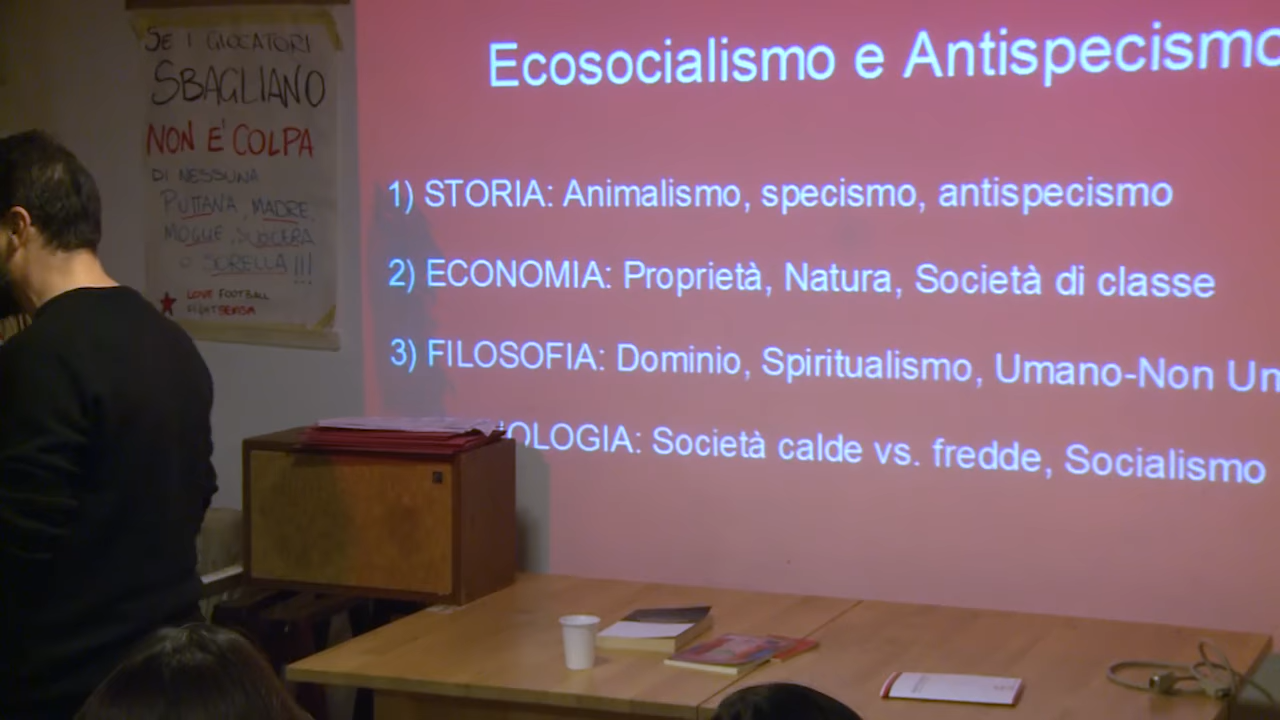 SE I GIOCATORI
SBAGLIANO
NON E' COLPA
DI NESSUNA
PUTTANA, MADRE,
MOGLIE, SUOCERA
O SORELLA!!!
LOVE FOOTBALL
FIGHT SEXISM
Ecosocialismo e Antispecismo
1) STORIA: Animalismo, specismo, antispecismo
2) ECONOMIA: Proprietà, Natura, Società di classe
3) FILOSOFIA: Dominio, Spiritualismo, Umano-Non Um
OLOGIA: Società calde vs. fredde, Socialismo